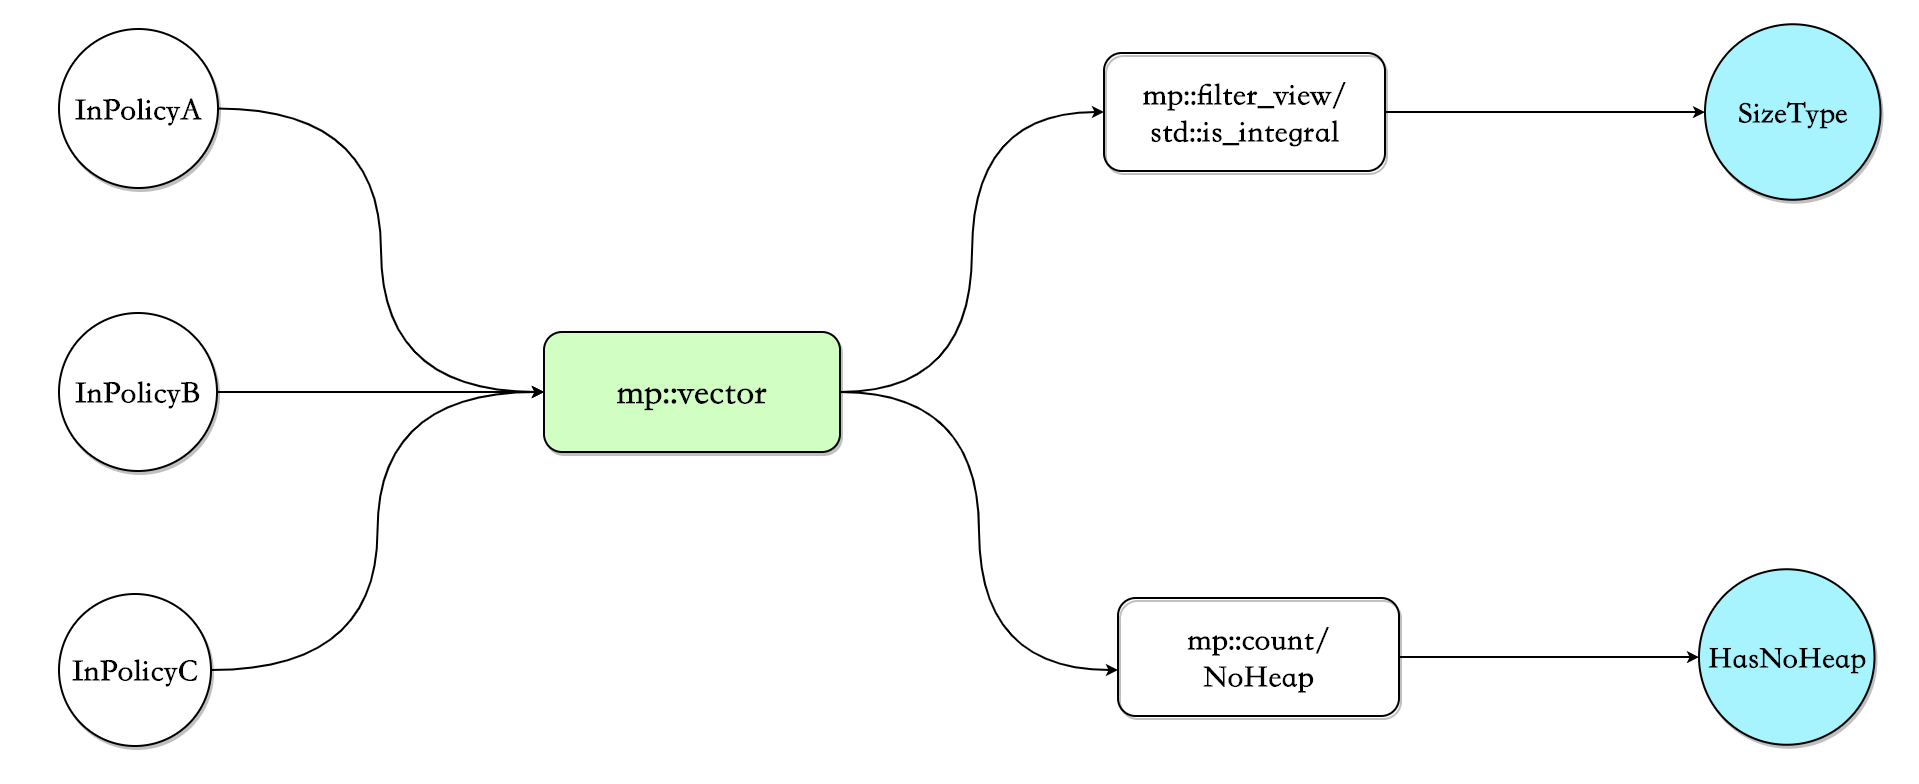 InPolicyA
InPolicyB
InPolicyC
mp::vector
mp::filter_view/
std::is_integral
SizeType
mp::count/
NoHeap
HasNoHeap